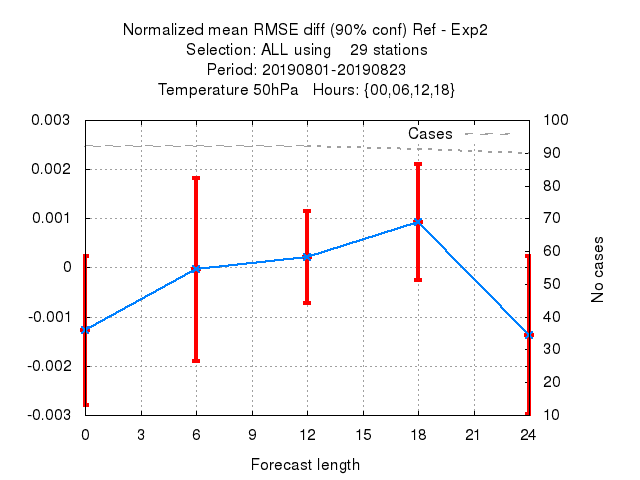 Normalized mean RMSE diff (90% conf) Ref - Exp2
Selection: ALL using    29 stations
Period: 20190801-20190823
Temperature 50hPa   Hours: {00,06,12,18}
0.003
0.002
0.001
0
-0.001
-0.002
-0.003
Cases
100
90
80
70
60
50
40
30
20
10
No cases
0 3 6 9 12 15 18 21 24
Forecast length